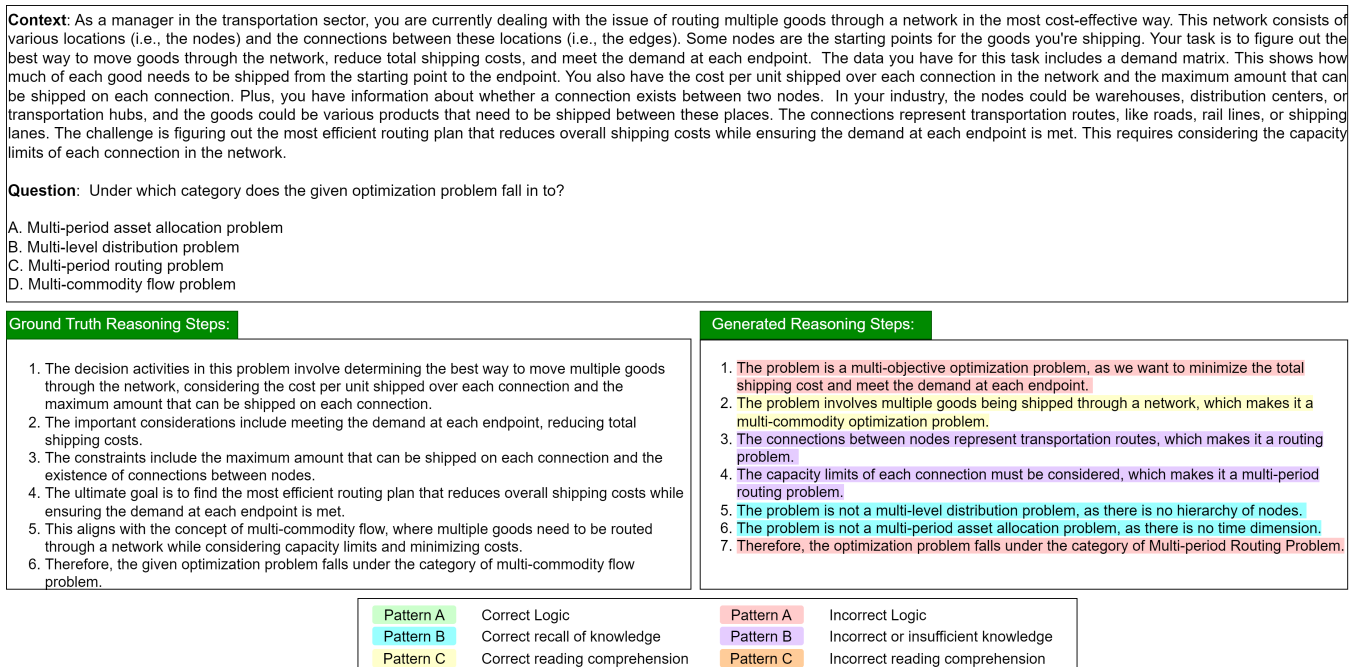 Context: As a manager in the transportation sector, you are currently dealing with the issue of routing multiple goods through a network in the most cost-effective way. This network consists of
various locations (i.e., the nodes) and the connections between these locations (i.e., the edges). Some nodes are the starting points for the goods you're shipping. Your task is to figure out the
best way to move goods through the network, reduce total shipping costs, and meet the demand at each endpoint. The data you have for this task includes a demand matrix. This shows how
much of each good needs to be shipped from the starting point to the endpoint. You also have the cost per unit shipped over each connection in the network and the maximum amount that can
be shipped on each connection. Plus, you have information about whether a connection exists between two nodes. In your industry, the nodes could be warehouses, distribution centers, or
transportation hubs, and the goods could be various products that need to be shipped between these places. The connections represent transportation routes, like roads, rail lines, or shipping
lanes. The challenge is figuring out the most efficient routing plan that reduces overall shipping costs while ensuring the demand at each endpoint is met. This requires considering the capacity
limits of each connection in the network.
Question: Under which category does the given optimization problem fall in to?
A. Multi-period asset allocation problem
B. Multi-level distribution problem
C. Multi-period routing problem
D. Multi-commodity flow problem
Ground Truth Reasoning Steps:
1. The decision activities in this problem involve determining the best way to move multiple goods
through the network, considering the cost per unit shipped over each connection and the
maximum amount that can be shipped on each connection.
2. The important considerations include meeting the demand at each endpoint, reducing total
shipping costs.
3. The constraints include the maximum amount that can be shipped on each connection and the
existence of connections between nodes.
4. The ultimate goal is to find the most efficient routing plan that reduces overall shipping costs while
ensuring the demand at each endpoint is met.
5. This aligns with the concept of multi-commodity flow, where multiple goods need to be routed
through a network while considering capacity limits and minimizing costs.
6. Therefore, the given optimization problem falls under the category of multi-commodity flow
problem.
Generated Reasoning Steps:
1. The problem is a multi-objective optimization problem, as we want to minimize the total
shipping cost and meet the demand at each endpoint.
2. The problem involves multiple goods being shipped through a network, which makes it a
multi-commodity optimization problem.
3. The connections between nodes represent transportation routes, which makes it a routing
problem.
4. The capacity limits of each connection must be considered, which makes it a multi-period
routing problem.
5. The problem is not a multi-level distribution problem, as there is no hierarchy of nodes.
6. The problem is not a multi-period asset allocation problem, as there is no time dimension.
7. Therefore, the optimization problem falls under the category of Multi-period Routing Problem.
Pattern A Correct Logic Pattern A Incorrect Logic
Pattern B Correct recall of knowledge Pattern B Incorrect or insufficient knowledge
Pattern C Correct reading comprehension Pattern C Incorrect reading comprehension